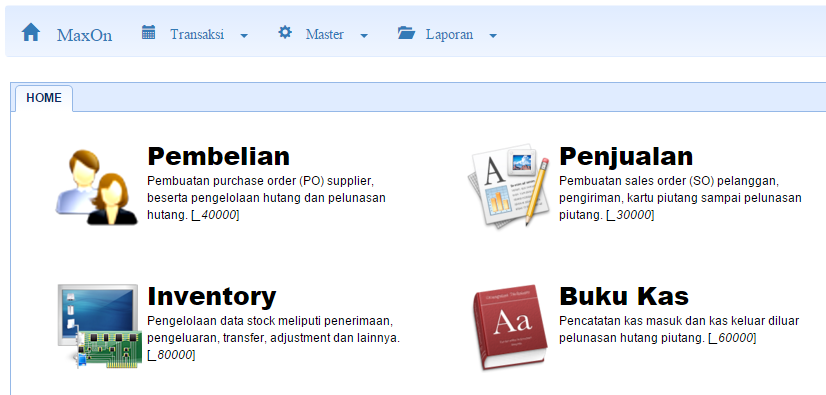 MaxOn Transaksi Master Laporan
HOME
Pembelian
Pembuatan purchase order (PO) supplier,
beserta pengelolaan hutang dan pelunasan
hutang. [_40000]
Penjualan
Pembuatan sales order (SO) pelanggan,
pengiriman, kartu piutang sampai pelunasan
piutang. [_30000]
Inventory
Pengelolaan data stock meliputi penerimaan,
pengeluaran, transfer, adjustment dan lainnya.
[_80000]
Buku Kas
Pencatatan kas masuk dan kas keluar diluar
pelunasan hutang piutang. [_60000]
A
Aa